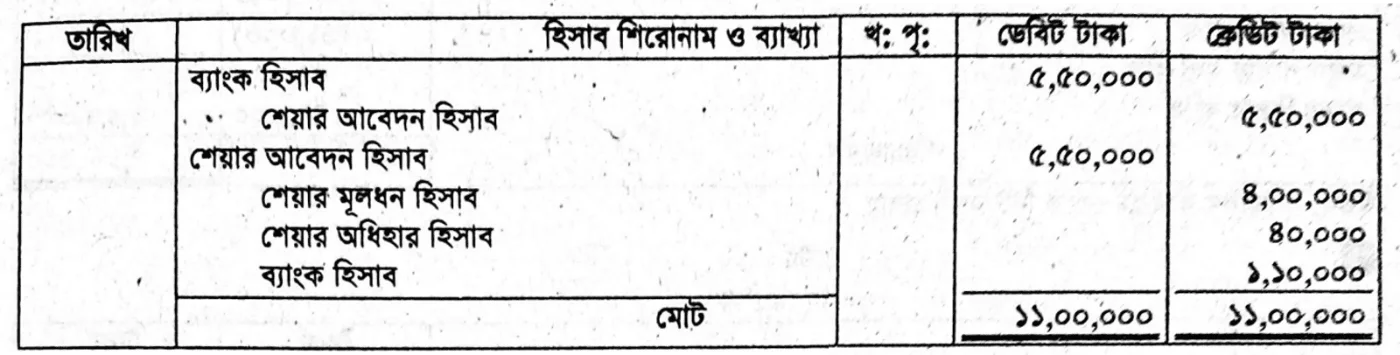 তারিখ হিসাব শিরোনাম ও ব্যাখ্যা খ: পৃ: ডেবিট টাকা ক্রেডিট টাকা
ব্যাংক হিসাব ৫,৫০,০০০
শেয়ার আবেদন হিসাব ৫,৫০,০০০
শেয়ার আবেদন হিসাব ৫,৫০,০০০
শেয়ার মূলধন হিসাব ৪,০০,০০০
শেয়ার অধিহার হিসাব ৪০,০০০
ব্যাংক হিসাব ১,১০,০০০
মোট ১১,০০,০০০ ১১,০০,০০০